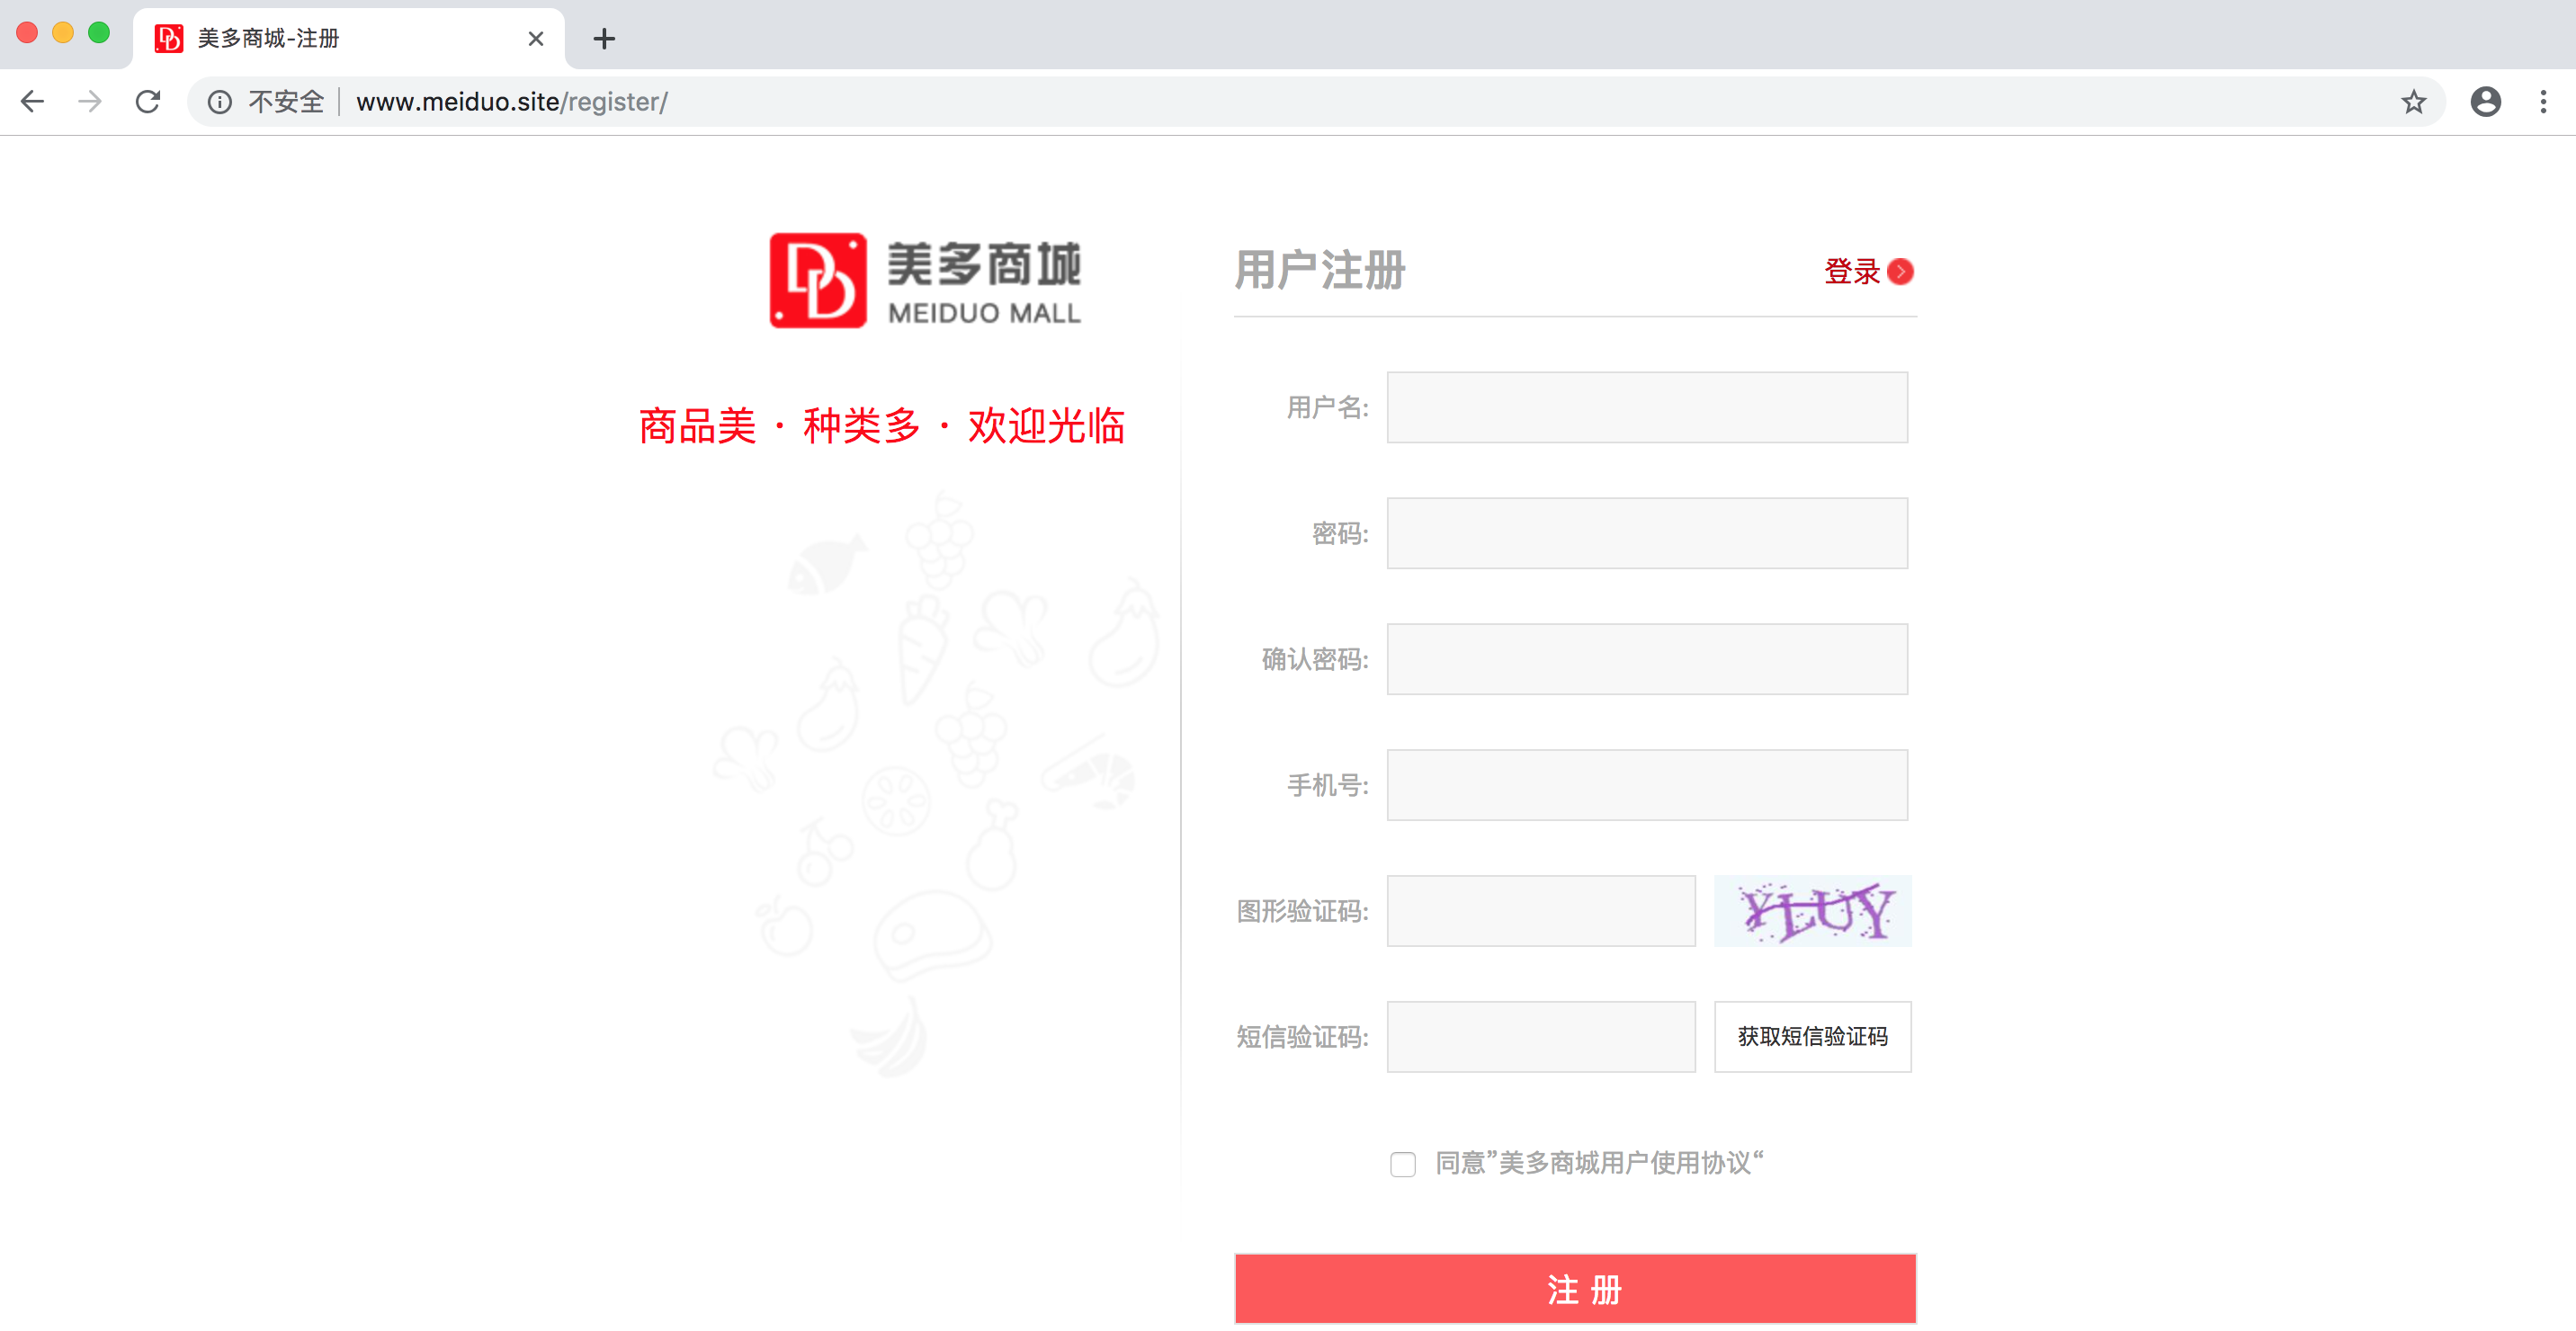 美多商城-注册
不安全 www.meiduo.site/register/
美多商城
MEIDUO MALL
商品美 · 种类多 · 欢迎光临
用户注册
登录
用户名:
密码:
确认密码:
手机号:
图形验证码:
YLUY
短信验证码:
获取短信验证码
同意”美多商城用户使用协议“
注 册